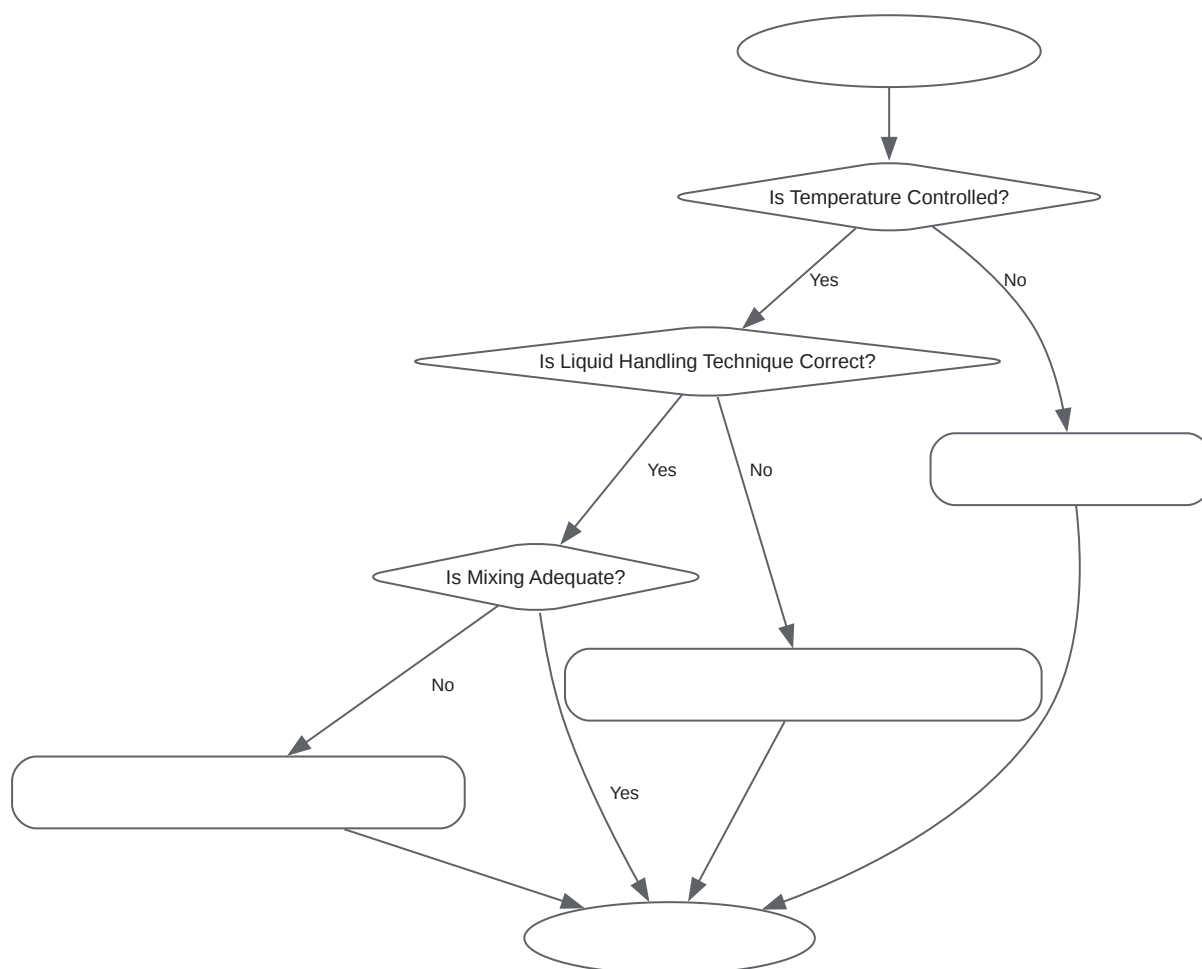 Is Temperature Controlled?
Yes
No
Is Liquid Handling Technique Correct?
Yes
No
Is Mixing Adequate?
No
Yes